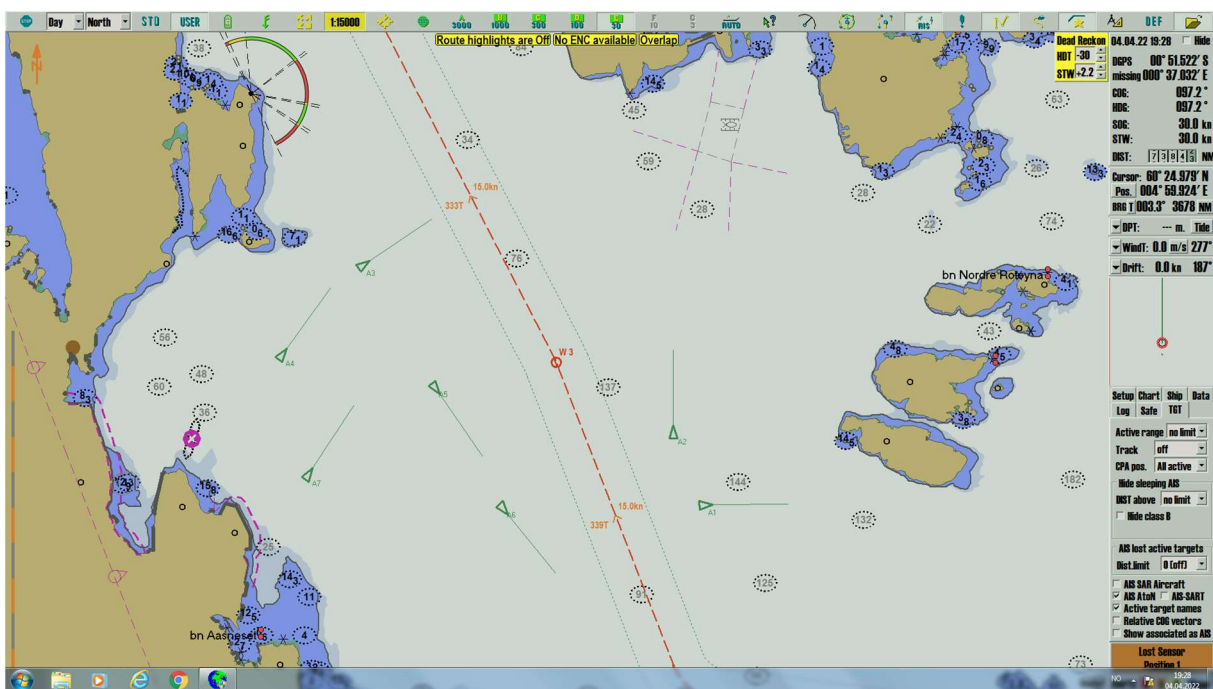 Day North STD USER 1:15000 A 5000 B 1000 C 500 D 100 E 50 F 10 G 3 AUTO AIS DEF
Route highlights are Off No ENC available Overlap
Dead Reckon
HDT -30
STW +2.2
04.04.22 19:28 Hide
DGPS 00° 51.522' S
missing 000° 37.032' E
COG: 097.2 °
HDG: 097.2 °
SOG: 30.0 kn
STW: 30.0 kn
DIST: NM
Cursor: 60° 24.979' N
Pos. 004° 59.924' E
BRG T 003.3° 3678 NM
DPT: --- m. Tide
WindT: 0.0 m/s 277°
Drift: 0.0 kn 187°
Setup Chart Ship Data
Log Safe TGT
Active range no limit
Track off
CPA pos. All active
Hide sleeping AIS
DIST above no limit
Hide class B
AIS lost active targets
Dist.limit 0 (off)
AIS SAR Aircraft
AIS AtoN AIS-SART
Active target names
Relative COG vectors
Show associated as AIS
Lost Sensor
Position 1
N
38
45
34
63
59
28
28
26
22
74
15.0kn
333T
76
A3
bn Nordre Roteyna
43
56
A4
W 3
48
60
36
A5
137
A2
A7
144
182
A6
15.0kn
A1
339T
132
25
91
125
11
4
bn Aasneset
73
NO 19:28
04.04.2022